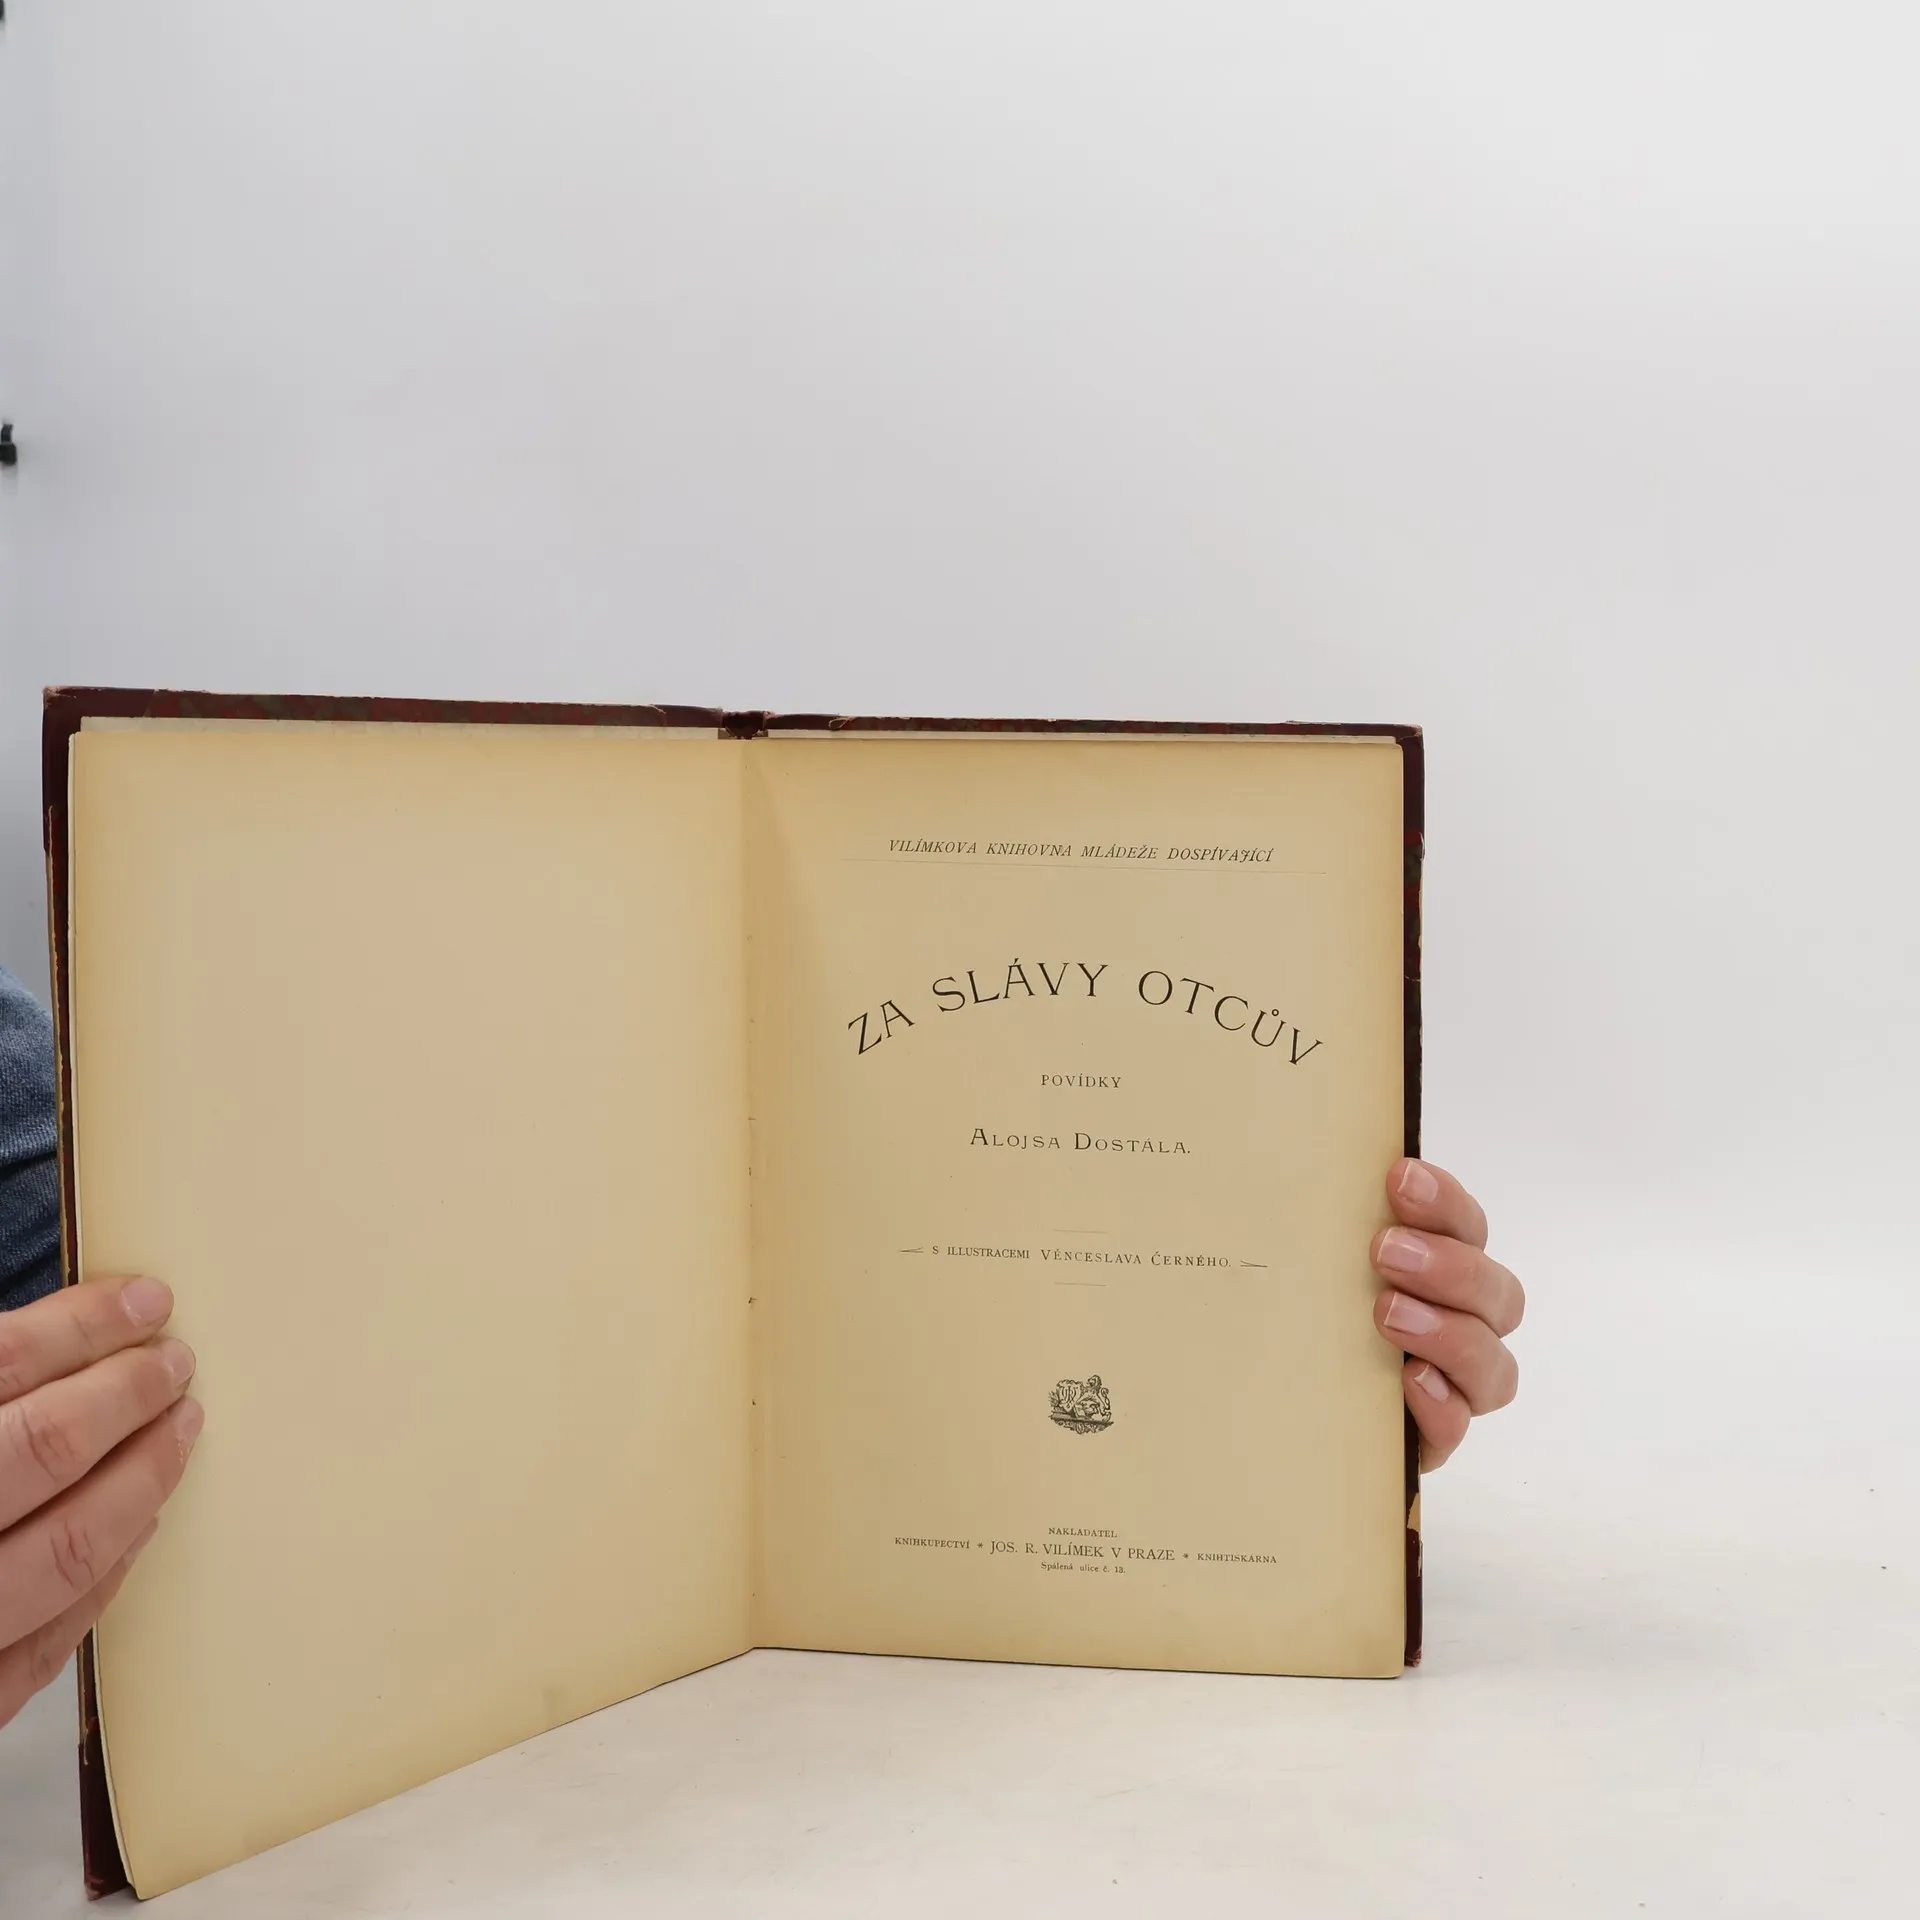 VILÍMKOVA KNIHOVNA MLÁDEŽE DOSPÍVAJÍCÍ
ZA SLÁVY OTCŮV
POVÍDKY
ALOJSA DOSTÁLA.
S ILLUSTRACEMI VĚNCESLAVA ČERNÉHO.
NAKLADATEL
KNIHKUPECTVÍ * JOS. R. VILÍMEK V PRAZE * KNIHTISKÁRNA
Spálená ulice č. 13.